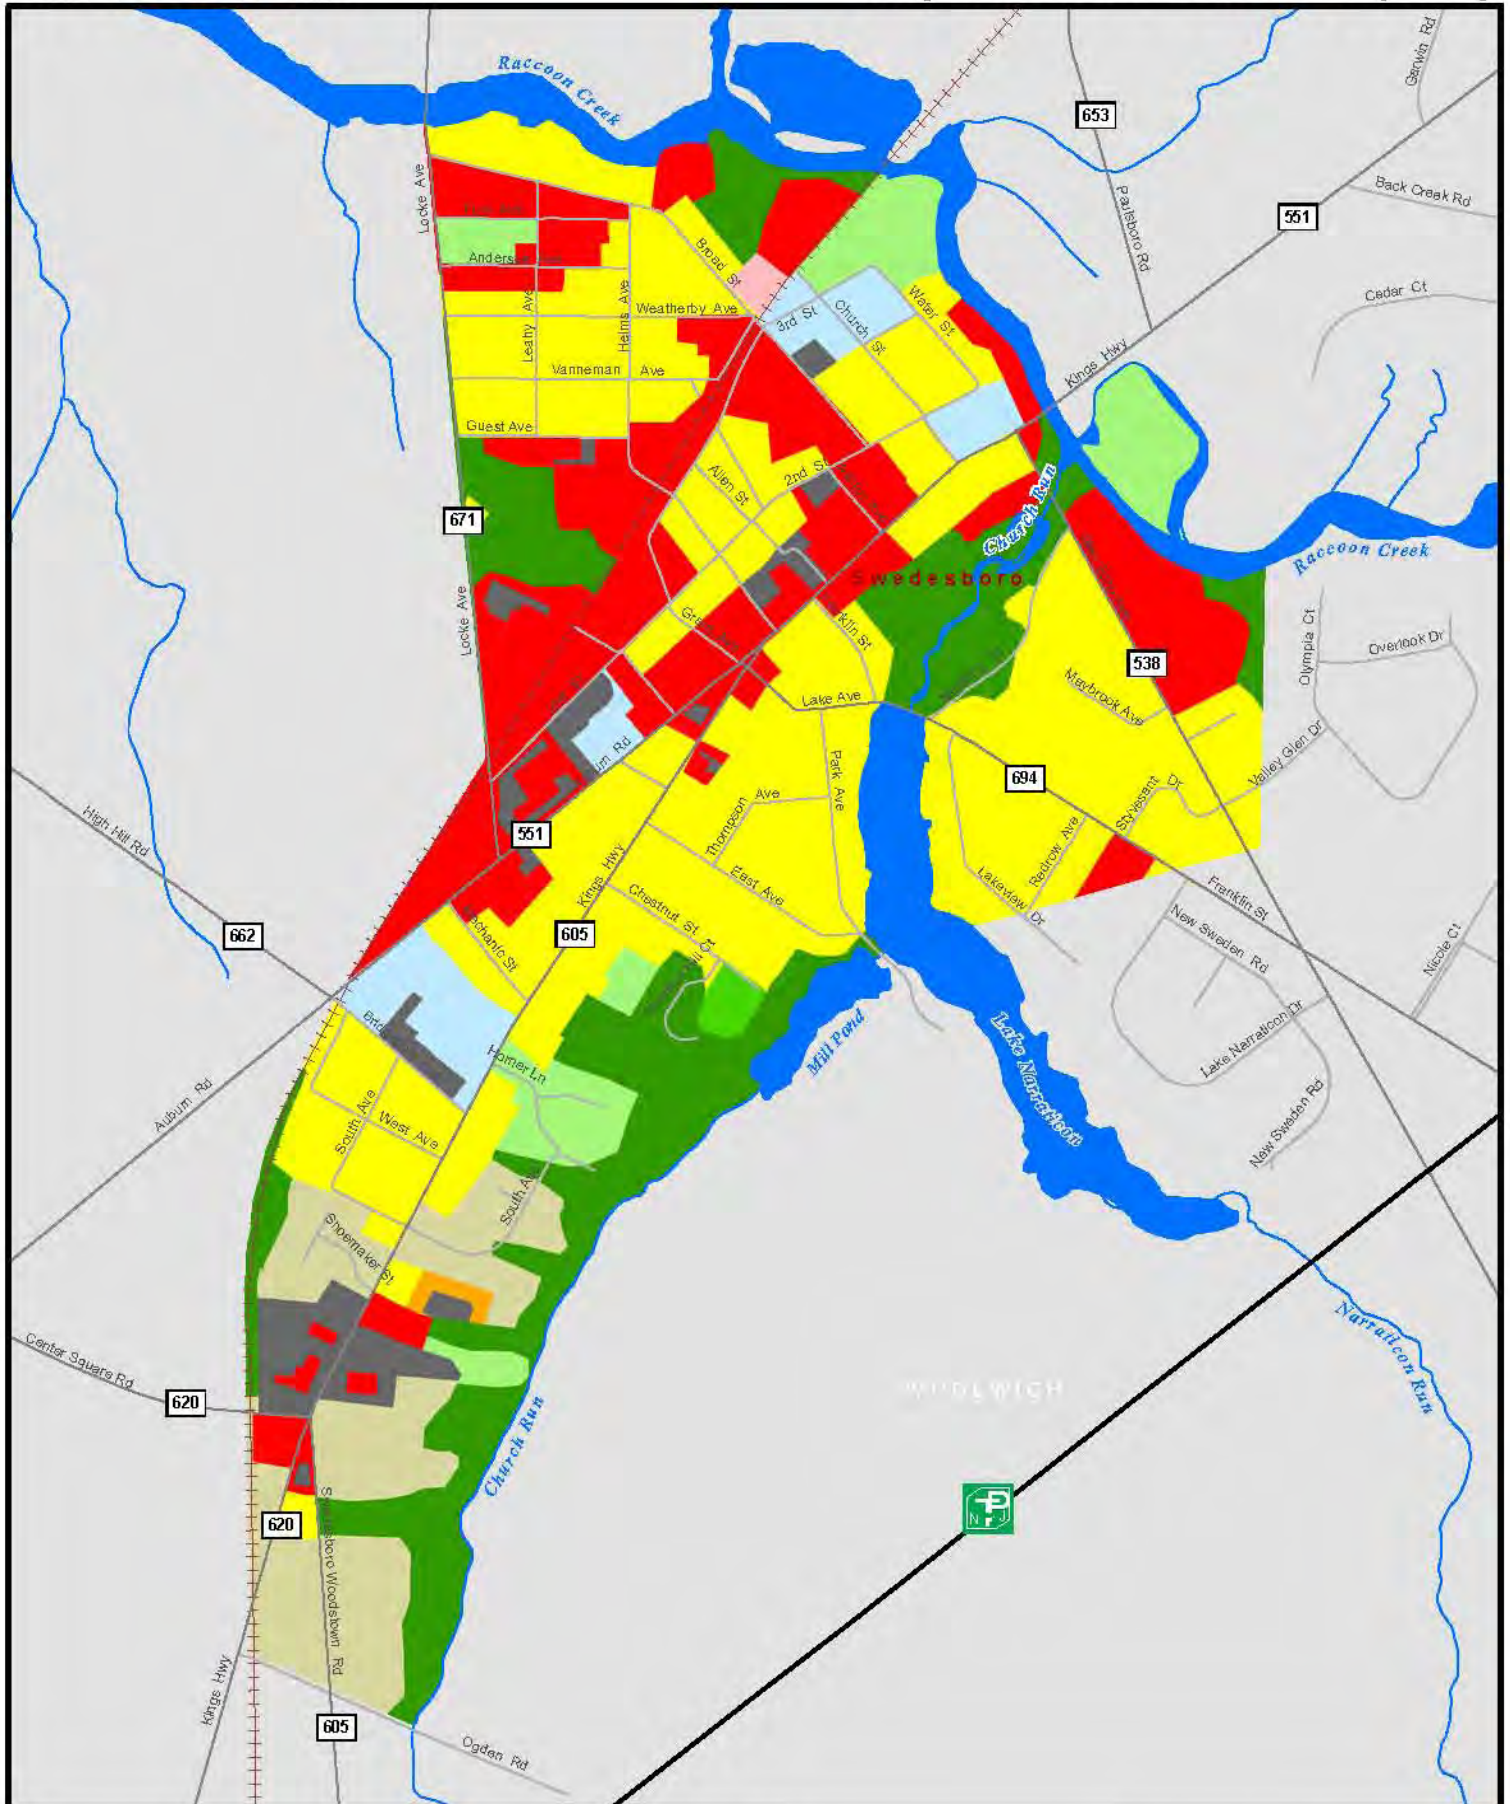 Raccoon Creek
Garwin Rd
653
Locke Ave
Paulsboro Rd
Back Creek Rd
551
Broad St
Anderson
Water St
Cedar Ct
Leahy Ave
Helms Ave
Weatherby Ave
3rd St
Church St
Kings Hwy
Vanneman Ave
Guest Ave
Allen St
2nd St
671
Church Run
Raccoon Creek
Swedesboro
Locke Ave
Olympia Ct
Overlook Dr
538
Maybrook Ave
Lake Ave
Park Ave
Valley Glen Dr
694
Styvesant Dr
High Hill Rd
551
Thompson Ave
Redrow Ave
Kings Hwy
East Ave
Lakeview Dr
Chestnut St
Franklin St
662
605
New Sweden Rd
Nicole Ct
Mechanic St
Lake Narraticon Dr
Mill Pond
Lake Narraticon
Homer Ln
Auburn Rd
South Ave
West Ave
New Sweden Rd
Shoemaker St
Center Square Rd
Narraticon Run
620
WOOLWICH
Church Run
NJTP
620
Swedesboro Woodstown Rd
Kings Hwy
605
Ogden Rd